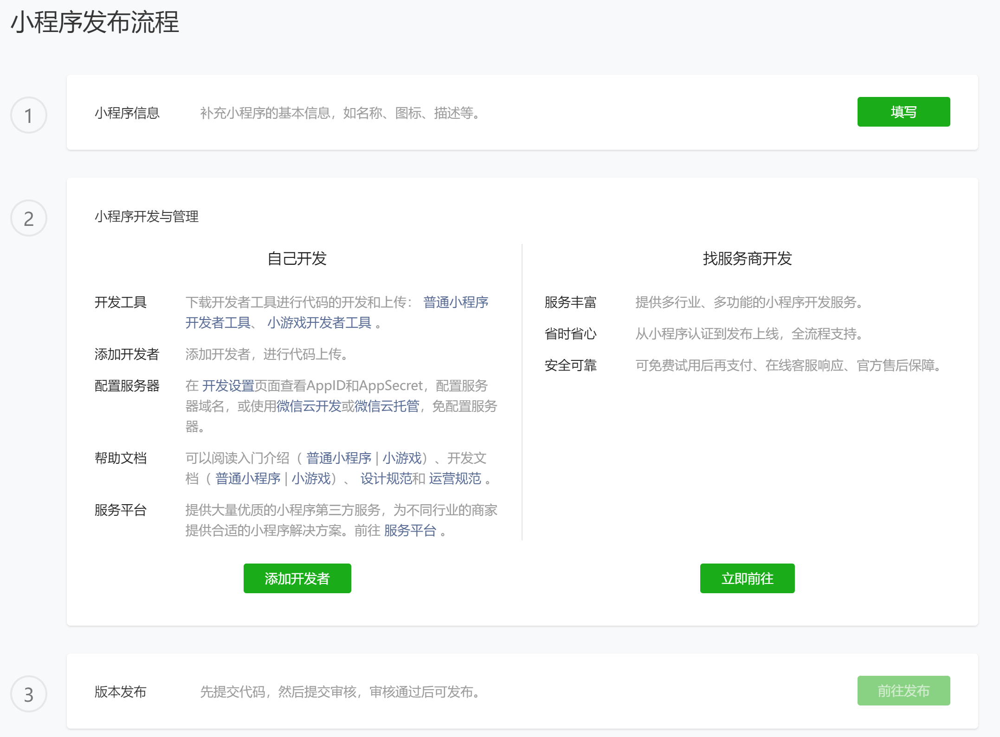 小程序发布流程
1
小程序信息 补充小程序的基本信息，如名称、图标、描述等。 填写
2
小程序开发与管理
自己开发
开发工具 下载开发者工具进行代码的开发和上传： 普通小程序
开发者工具、 小游戏开发者工具 。
添加开发者 添加开发者，进行代码上传。
配置服务器 在 开发设置页面查看AppID和AppSecret，配置服务
器域名，或使用微信云开发或微信云托管，免配置服务
器。
帮助文档 可以阅读入门介绍（ 普通小程序 | 小游戏）、开发文
档（ 普通小程序 | 小游戏）、 设计规范和 运营规范 。
服务平台 提供大量优质的小程序第三方服务，为不同行业的商家
提供合适的小程序解决方案。前往 服务平台 。
添加开发者
找服务商开发
服务丰富 提供多行业、多功能的小程序开发服务。
省时省心 从小程序认证到发布上线，全流程支持。
安全可靠 可免费试用后再支付、在线客服响应、官方售后保障。
立即前往
3
版本发布 先提交代码，然后提交审核，审核通过后可发布。 前往发布